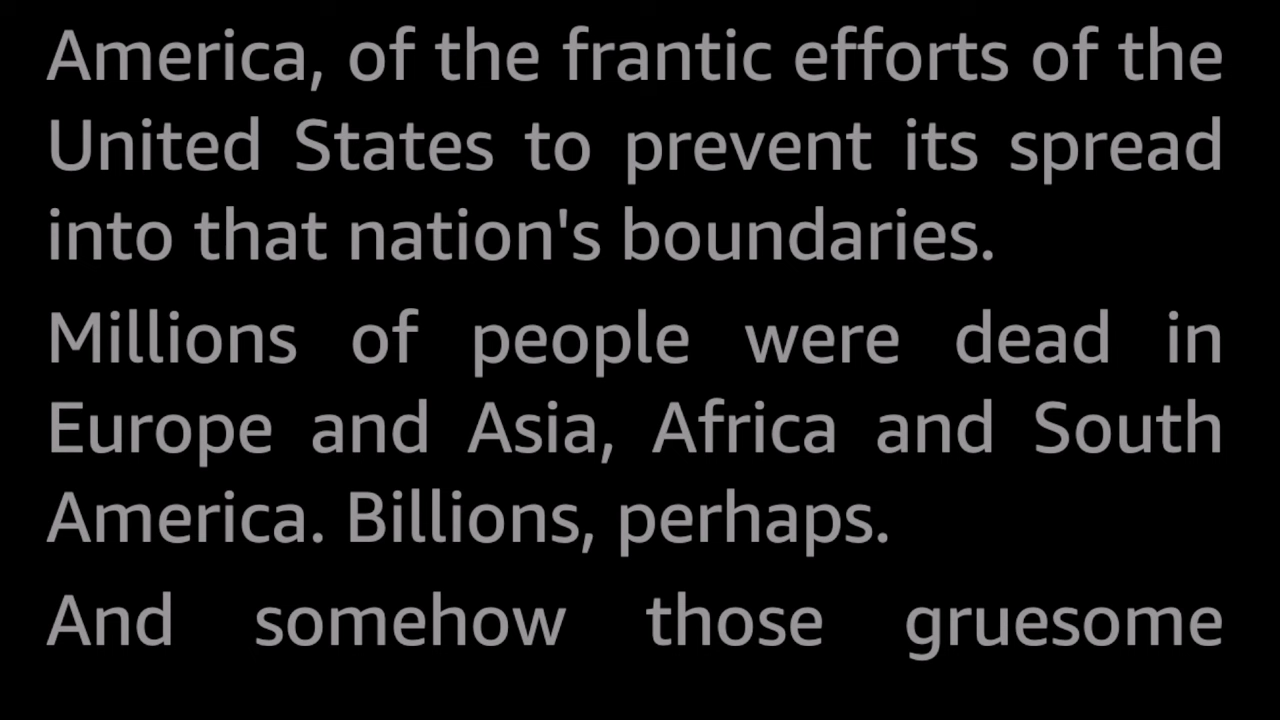 America, of the frantic efforts of the
United States to prevent its spread
into that nation's boundaries.
Millions of people were dead in
Europe and Asia, Africa and South
America. Billions, perhaps.
And somehow those gruesome